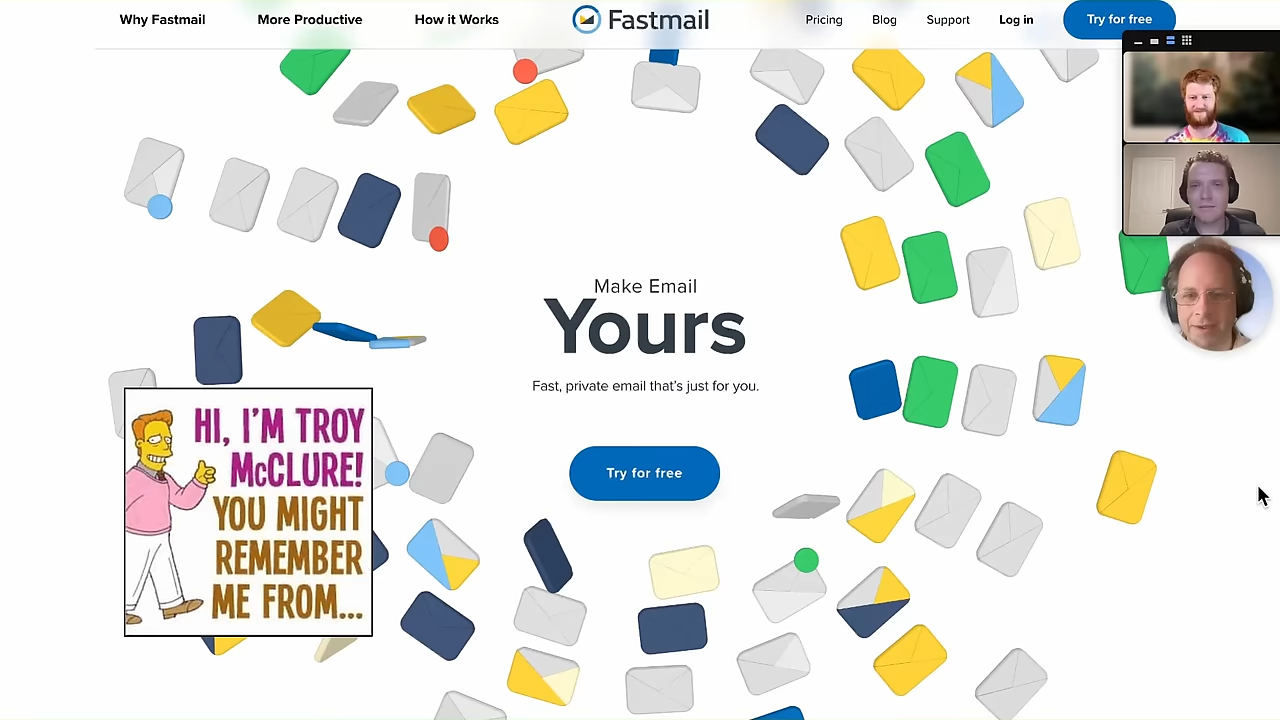 Why Fastmail More Productive How it Works Fastmail Pricing Blog Support Log in Try for free
Make Email
Yours
Fast, private email that's just for you.
Try for free
HI, I'M TROY
McCLURE!
YOU MIGHT
REMEMBER
ME FROM...